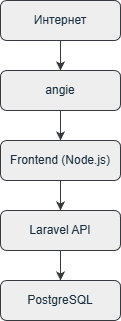 Интернет
angie
Frontend (Node.js)
Laravel API
PostgreSQL